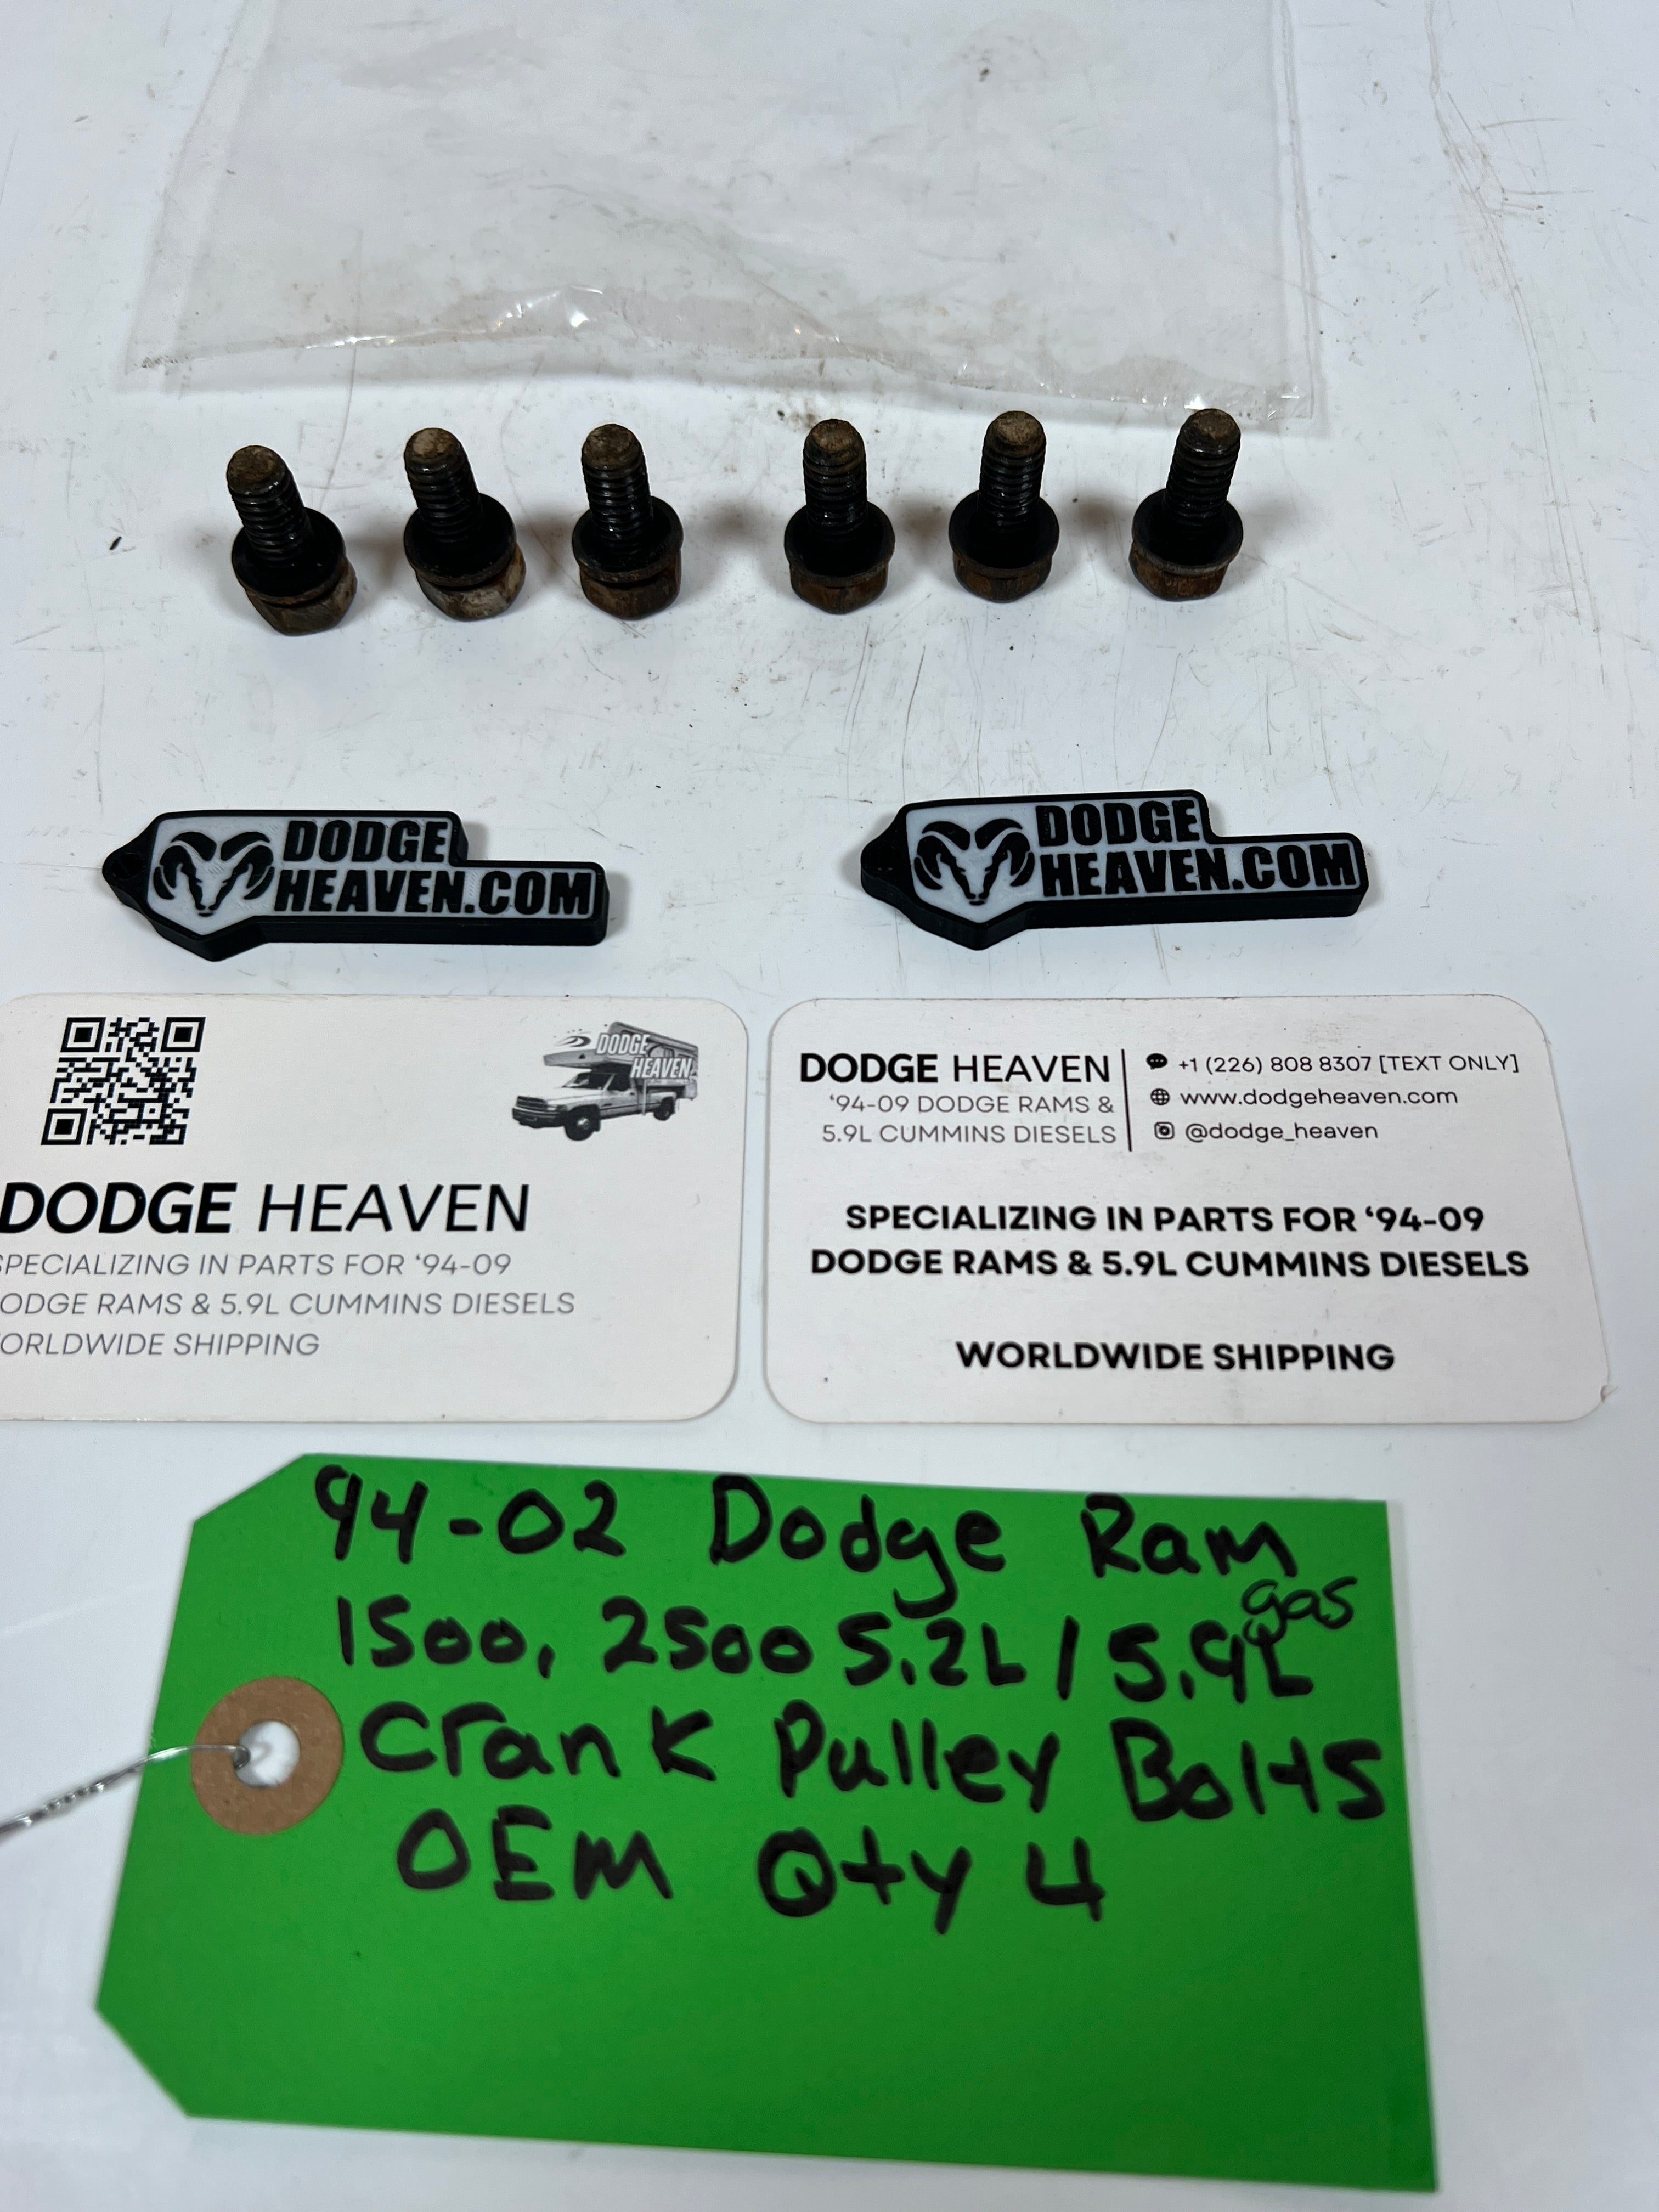 DODGE
HEAVEN.COM
DODGE
HEAVEN.COM
DODGE
HEAVEN
DODGE HEAVEN
SPECIALIZING IN PARTS FOR ‘94-09
ODGE RAMS & 5.9L CUMMINS DIESELS
ORLDWIDE SHIPPING
DODGE HEAVEN
‘94-09 DODGE RAMS &
5.9L CUMMINS DIESELS
+1 (226) 808 8307 [TEXT ONLY]
www.dodgeheaven.com
@dodge_heaven
SPECIALIZING IN PARTS FOR ‘94-09
DODGE RAMS & 5.9L CUMMINS DIESELS
WORLDWIDE SHIPPING
94-02 Dodge Ram
gas
1500, 2500 5.2L / 5.9L
Crank Pulley Bolts
OEM Qty 4